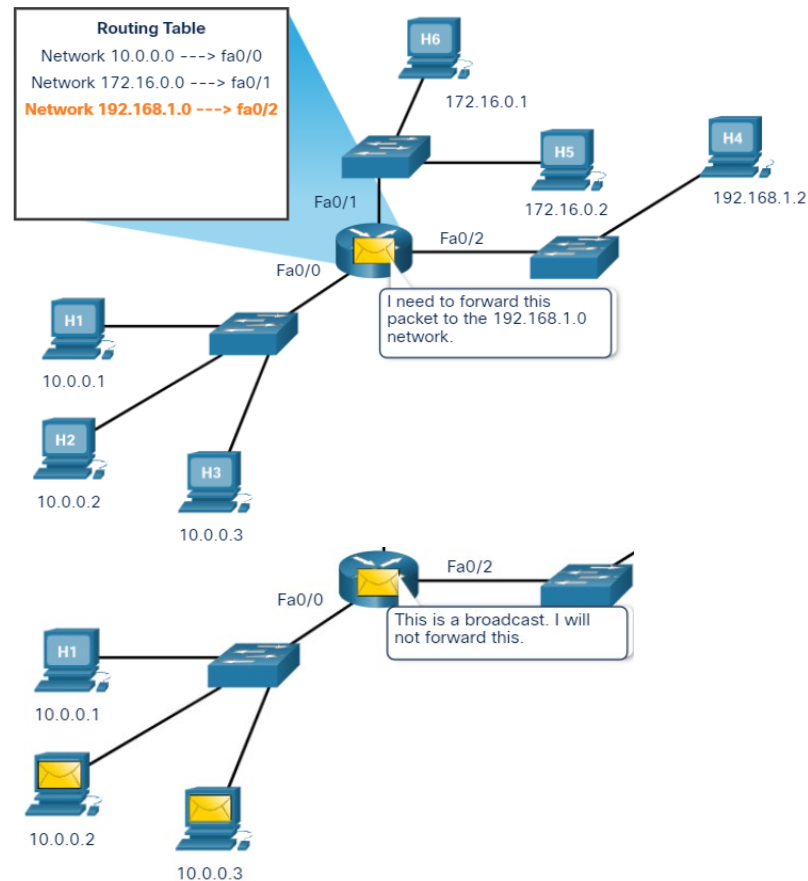 Routing Table
Network 10.0.0.0 ---> fa0/0
Network 172.16.0.0 ---> fa0/1
Network 192.168.1.0 ---> fa0/2
H6
172.16.0.1
H5
172.16.0.2
H4
192.168.1.2
Fa0/1
Fa0/2
Fa0/0
I need to forward this
packet to the 192.168.1.0
network.
H1
10.0.0.1
H2
10.0.0.2
H3
10.0.0.3
Fa0/2
Fa0/0
This is a broadcast. I will
not forward this.
H1
10.0.0.1
10.0.0.2
10.0.0.3